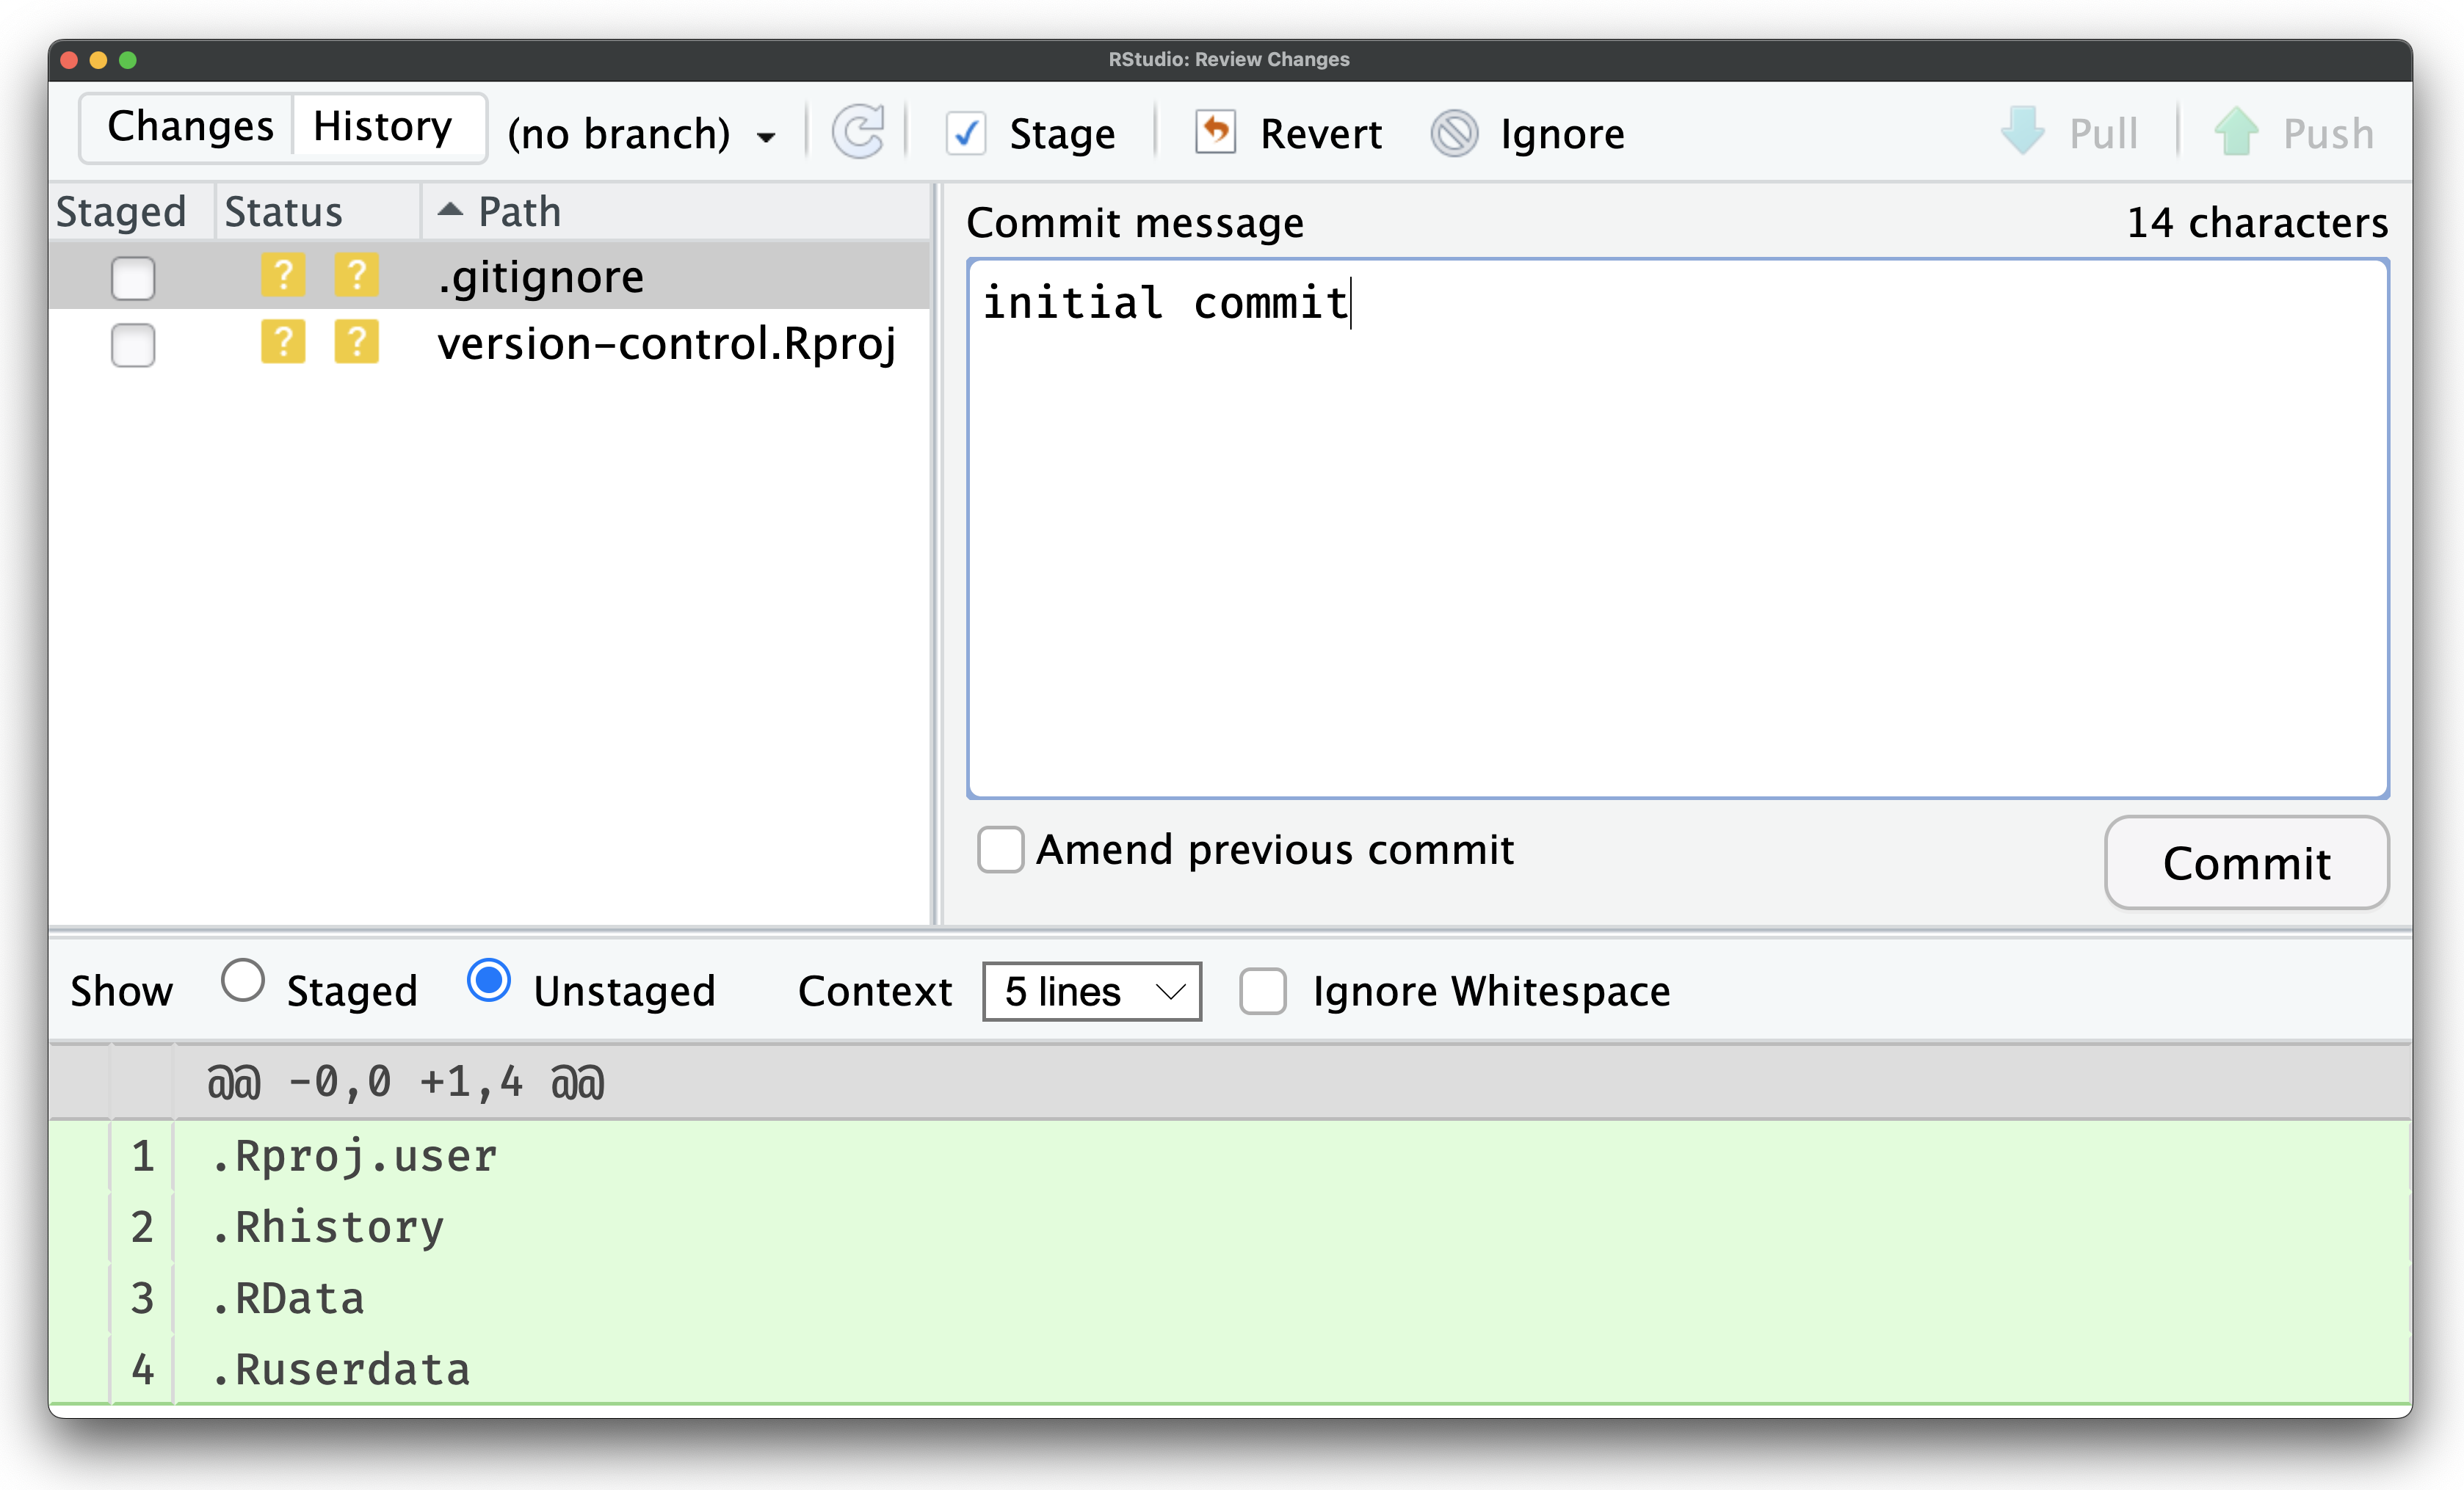 RStudio: Review Changes
Changes History (no branch) Stage Revert Ignore Pull Push
Staged Status Path
? ? .gitignore
? ? version-control.Rproj
Commit message 14 characters
initial commit
Amend previous commit Commit
Show Staged Unstaged Context 5 lines Ignore Whitespace
@@ -0,0 +1,4 @@
1 .Rproj.user
2 .Rhistory
3 .RData
4 .Ruserdata